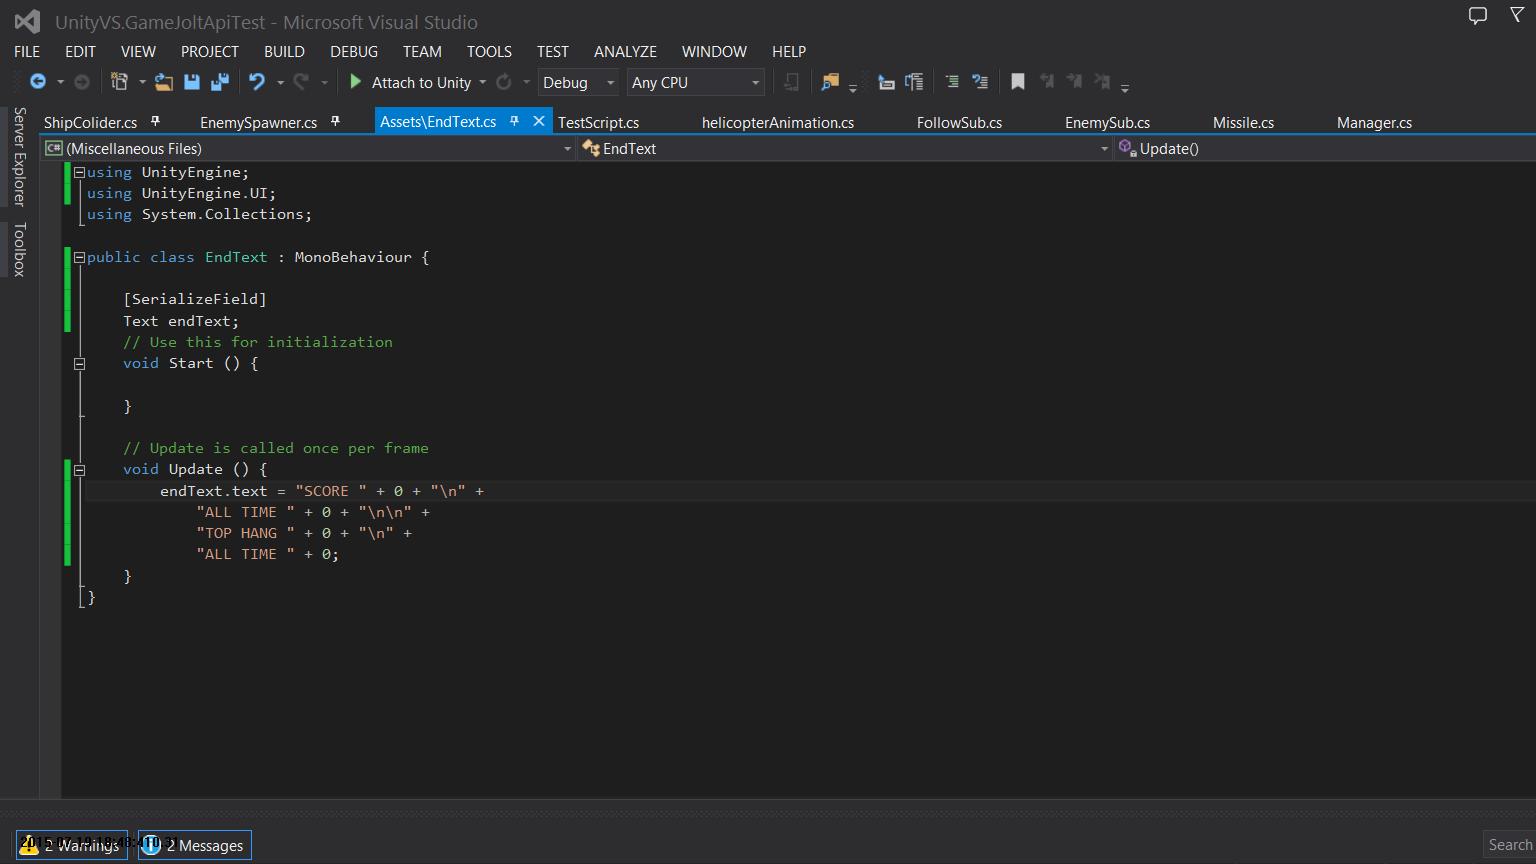 UnityVS.GameJoltApiTest - Microsoft Visual Studio
FILE EDIT VIEW PROJECT BUILD DEBUG TEAM TOOLS TEST ANALYZE WINDOW HELP
Attach to Unity Debug Any CPU
Server Explorer
Toolbox
ShipColider.cs EnemySpawner.cs Assets\EndText.cs TestScript.cs helicopterAnimation.cs FollowSub.cs EnemySub.cs Missile.cs Manager.cs
C# (Miscellaneous Files) EndText Update()
using UnityEngine;
using UnityEngine.UI;
using System.Collections;
public class EndText : MonoBehaviour {
[SerializeField]
Text endText;
// Use this for initialization
void Start () {
}
// Update is called once per frame
void Update () {
endText.text = "SCORE " + 0 + "\n" +
"ALL TIME " + 0 + "\n\n" +
"TOP HANG " + 0 + "\n" +
"ALL TIME " + 0;
}
}
2 Warnings 2 Messages
Search